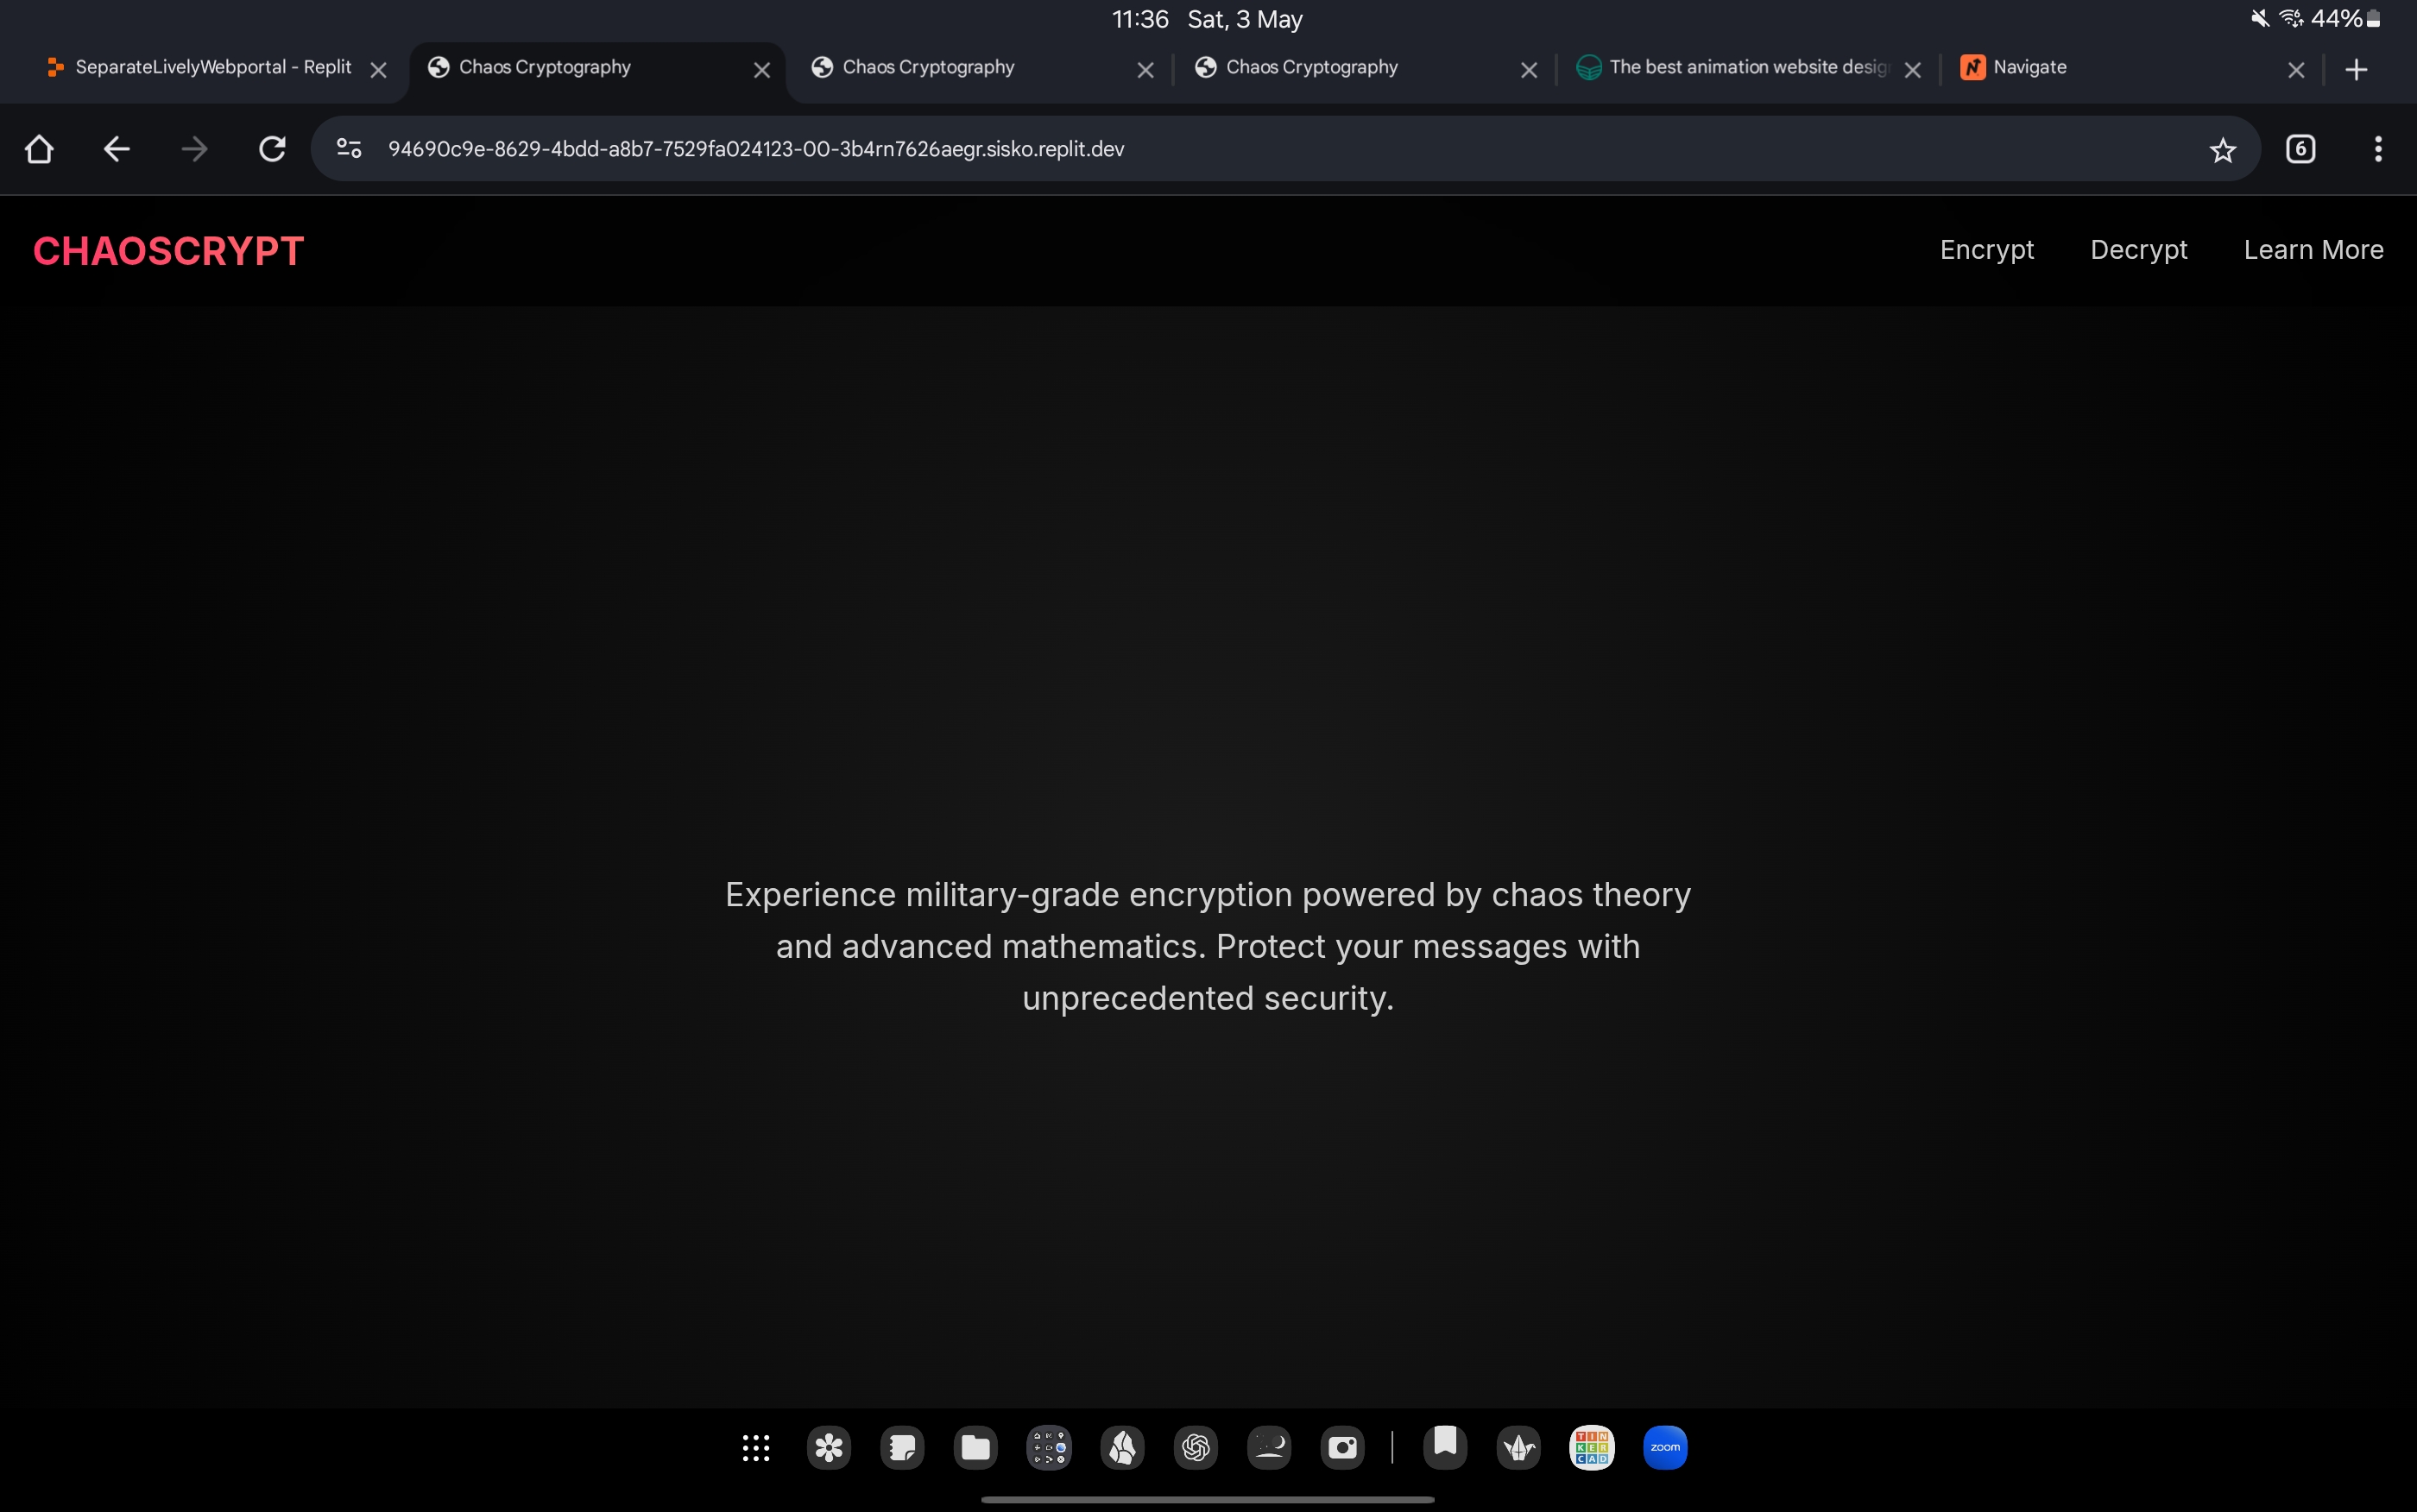 11:36 Sat, 3 May
44%
SeparateLivelyWebportal - Replit
Chaos Cryptography
Chaos Cryptography
Chaos Cryptography
The best animation website desig
Navigate
94690c9e-8629-4bdd-a8b7-7529fa024123-00-3b4rn7626aegr.sisko.replit.dev
6
CHAOSCRYPT
Encrypt
Decrypt
Learn More
Experience military-grade encryption powered by chaos theory
and advanced mathematics. Protect your messages with
unprecedented security.
TIN
KER
CAD
zoom